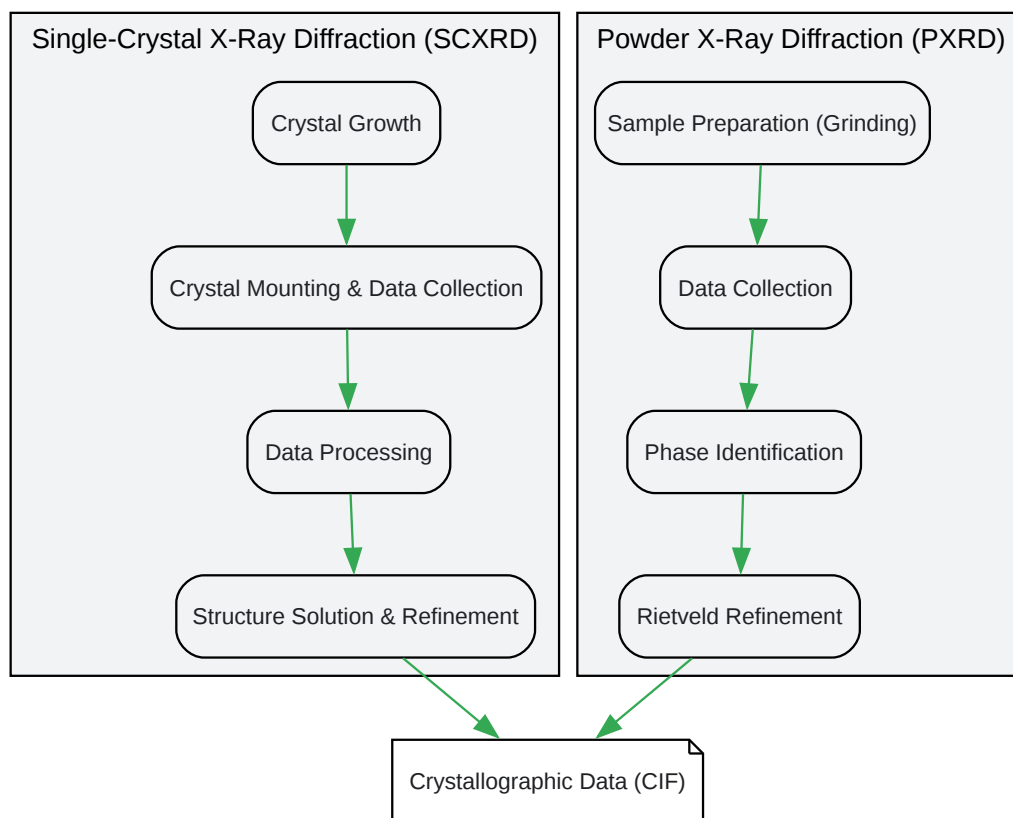 Single-Crystal X-Ray Diffraction (SCXRD)
Crystal Growth
Crystal Mounting & Data Collection
Data Processing
Structure Solution & Refinement
Powder X-Ray Diffraction (PXRD)
Sample Preparation (Grinding)
Data Collection
Phase Identification
Rietveld Refinement
Crystallographic Data (CIF)